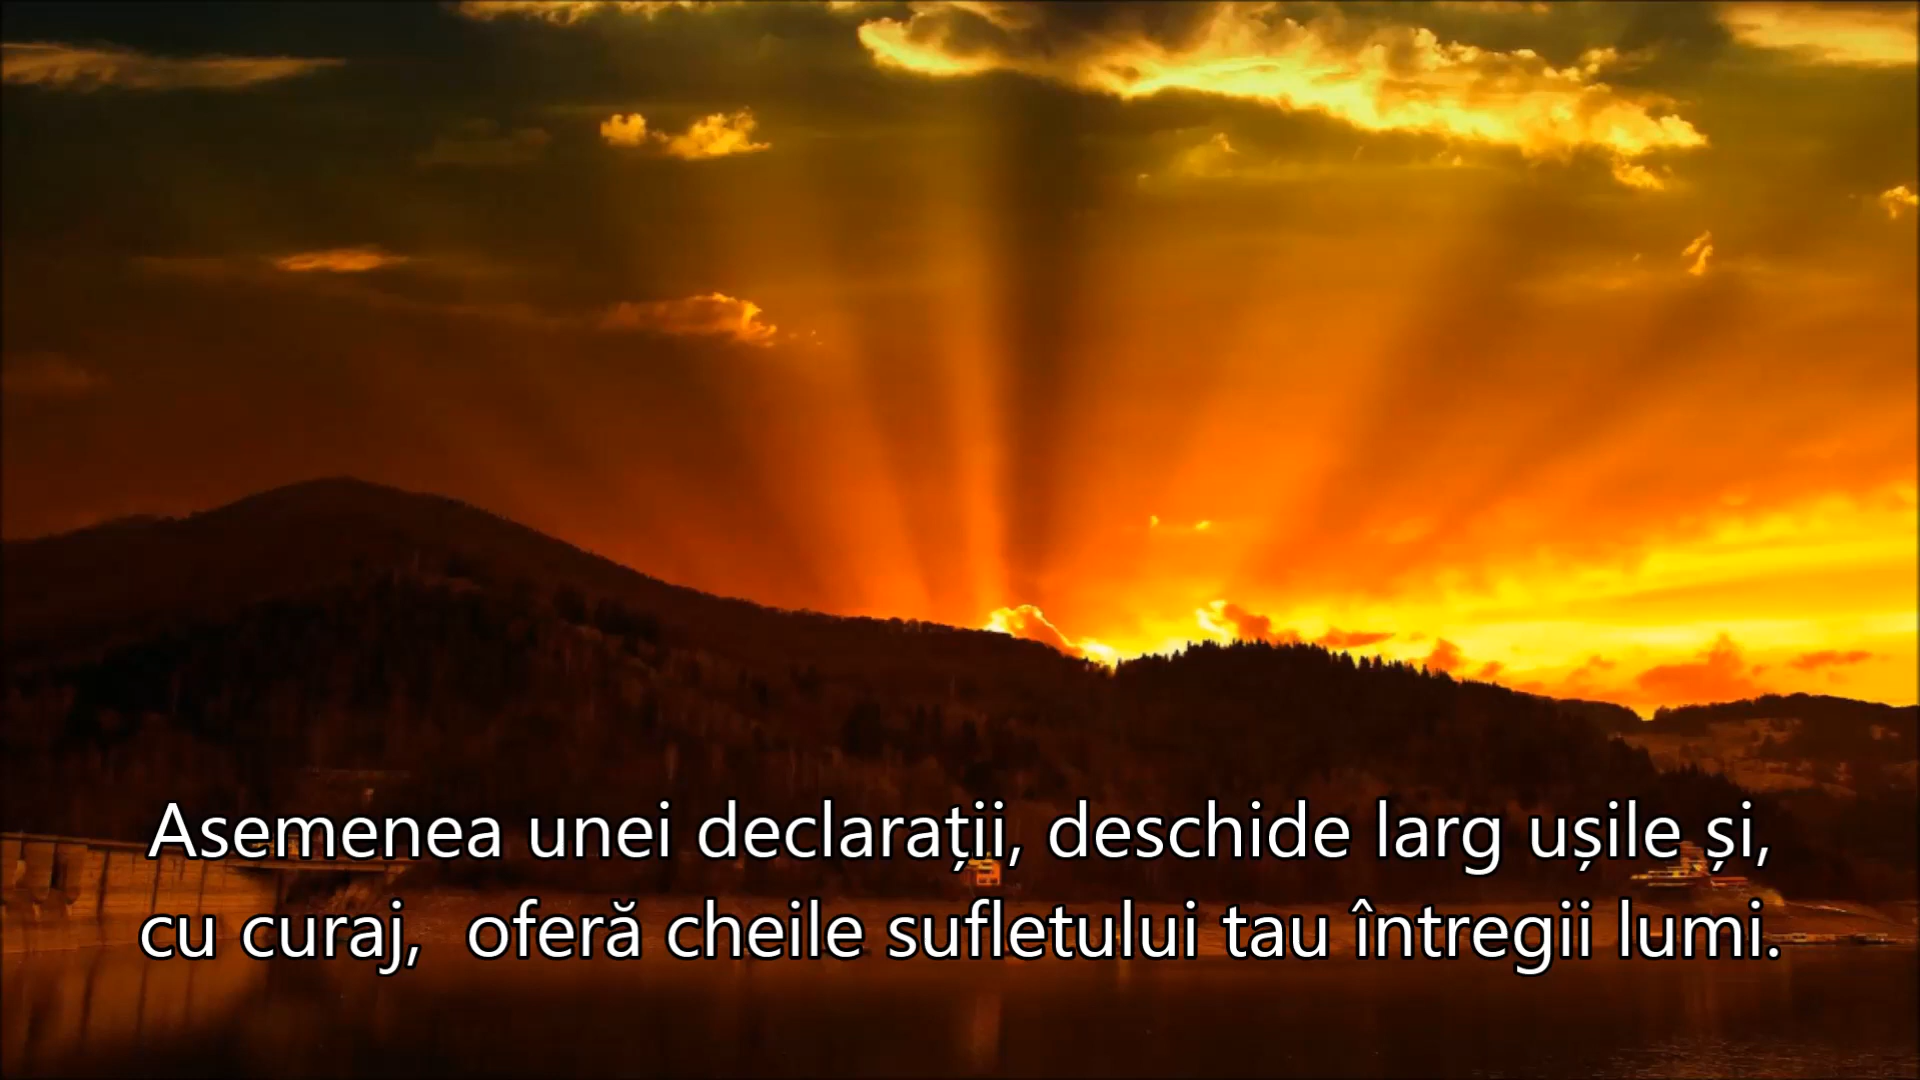 Asemenea unei declarații, deschide larg ușile și,
cu curaj,  oferă cheile sufletului tau întregii lumi.